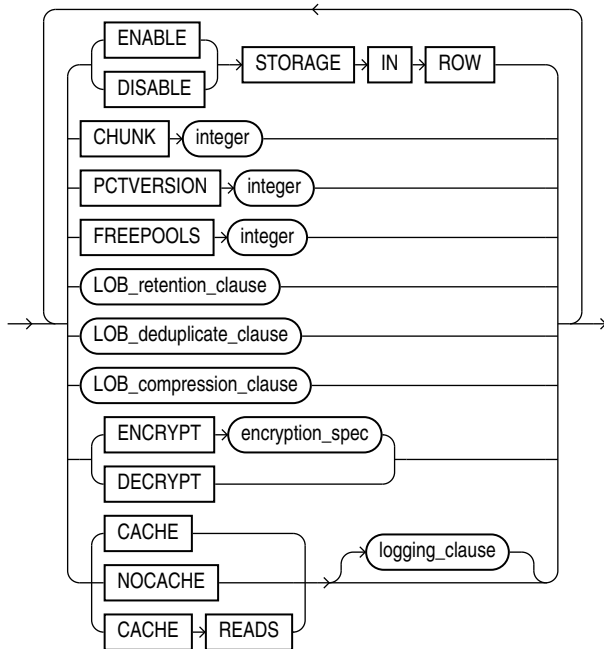 ENABLE
DISABLE
STORAGE IN ROW
CHUNK integer
PCTVERSION integer
FREEPOOLS integer
LOB_retention_clause
LOB_deduplicate_clause
LOB_compression_clause
ENCRYPT encryption_spec
DECRYPT
CACHE
NOCACHE
CACHE READS
logging_clause